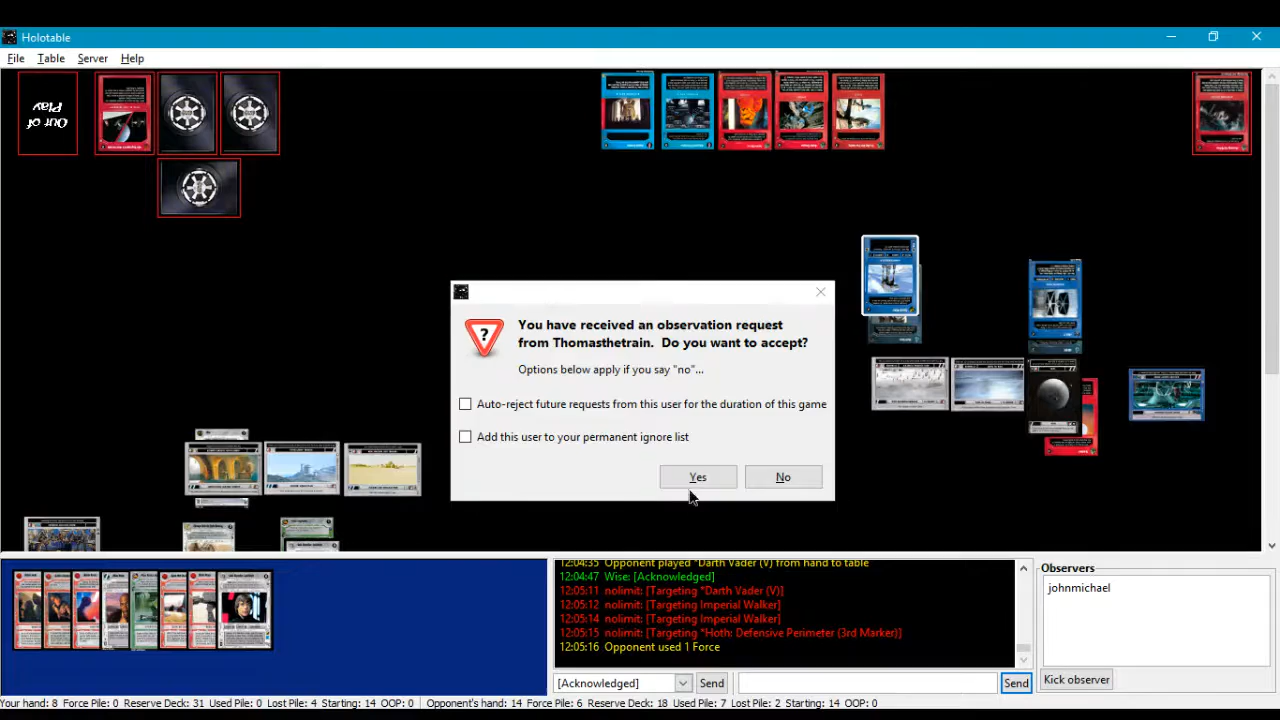 Holotable
File Table Server Help
Out of
Play
You have received an observation request
from Thomasthetrain. Do you want to accept?
Options below apply if you say "no"...
Auto-reject future requests from this user for the duration of this game
Add this user to your permanent ignore list
Yes No
12:04:35 Opponent played *Darth Vader (V) from hand to table
12:04:47 Wise: [Acknowledged]
12:05:11 nolimit: [Targeting *Darth Vader (V)]
12:05:12 nolimit: [Targeting Imperial Walker]
12:05:14 nolimit: [Targeting Imperial Walker]
12:05:15 nolimit: [Targeting *Hoth: Defensive Perimeter (3rd Marker)]
12:05:16 Opponent used 1 Force
[Acknowledged] Send Send
Observers
johnmichael
Kick observer
Your hand: 8 Force Pile: 0 Reserve Deck: 31 Used Pile: 0 Lost Pile: 4 Starting: 14 OOP: 0 Opponent's hand: 14 Force Pile: 6 Reserve Deck: 18 Used Pile: 7 Lost Pile: 2 Starting: 14 OOP: 0